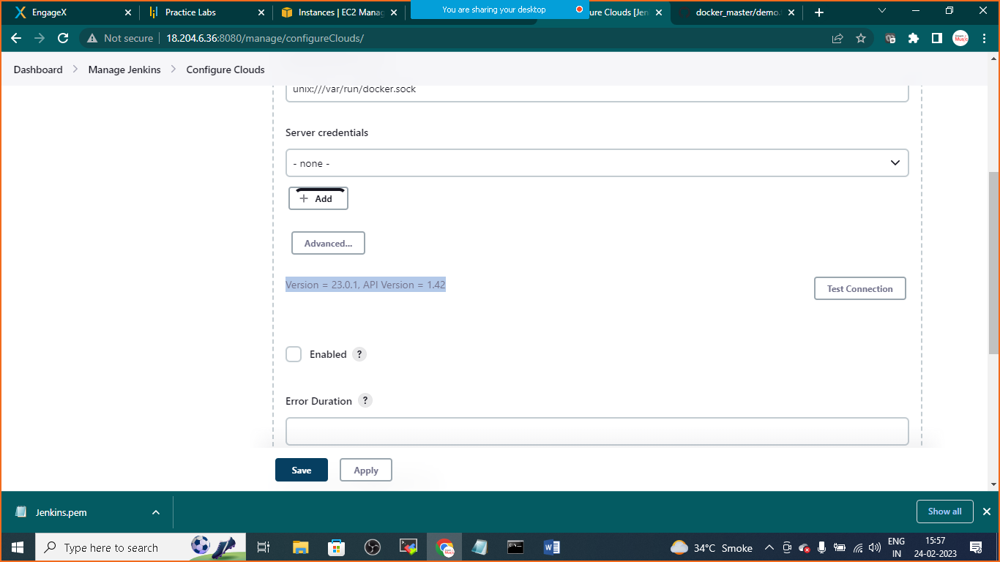 EngageX
Practice Labs
Instances | EC2 Manag
You are sharing your desktop
ure Clouds [Jen
docker_master/demo.
Not secure
18.204.6.36:8080/manage/configureClouds/
Dashboard
Manage Jenkins
Configure Clouds
unix:///var/run/docker.sock
Server credentials
- none -
+ Add
Advanced...
Version = 23.0.1, API Version = 1.42
Test Connection
Enabled ?
Error Duration ?
Save
Apply
Jenkins.pem
Show all
Type here to search
34°C Smoke
ENG
IN
15:57
24-02-2023